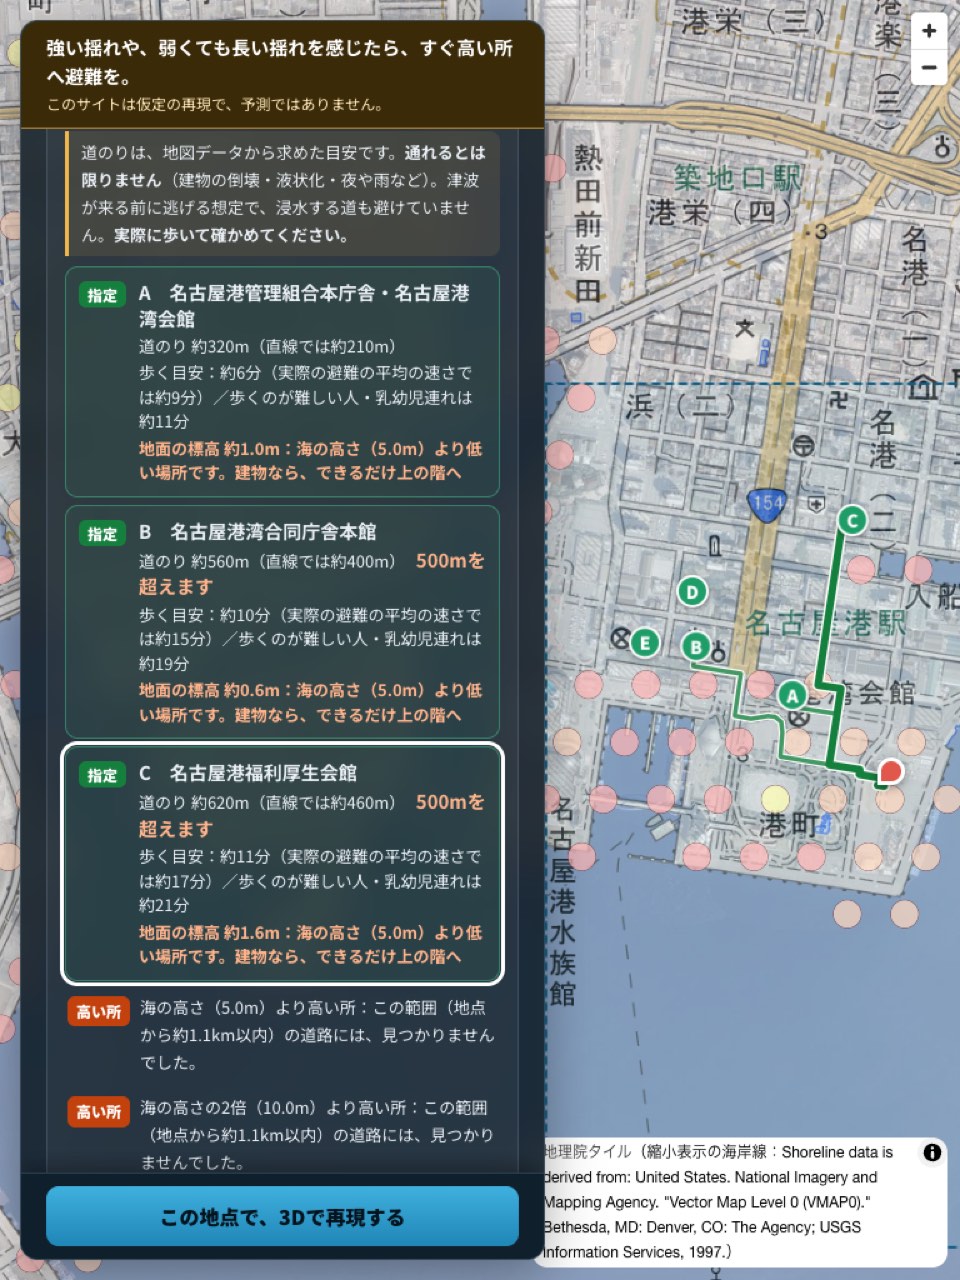 強い揺れや、弱くても長い揺れを感じたら、すぐ高い所
へ避難を。
このサイトは仮定の再現で、予測ではありません。
道のりは、地図データから求めた目安です。通れるとは
限りません（建物の倒壊・液状化・夜や雨など）。津波
が来る前に逃げる想定で、浸水する道も避けていませ
ん。実際に歩いて確かめてください。
指定
A　名古屋港管理組合本庁舎・名古屋港
湾会館
道のり 約320m（直線では約210m）
歩く目安：約6分（実際の避難の平均の速さで
は約9分）／歩くのが難しい人・乳幼児連れは
約11分
地面の標高 約1.0m：海の高さ（5.0m）より低
い場所です。建物なら、できるだけ上の階へ
指定
B　名古屋港湾合同庁舎本館
道のり 約560m（直線では約400m）　500mを
超えます
歩く目安：約10分（実際の避難の平均の速さで
は約15分）／歩くのが難しい人・乳幼児連れは
約19分
地面の標高 約0.6m：海の高さ（5.0m）より低
い場所です。建物なら、できるだけ上の階へ
指定
C　名古屋港福利厚生会館
道のり 約620m（直線では約460m）　500mを
超えます
歩く目安：約11分（実際の避難の平均の速さで
は約17分）／歩くのが難しい人・乳幼児連れは
約21分
地面の標高 約1.6m：海の高さ（5.0m）より低
い場所です。建物なら、できるだけ上の階へ
高い所
海の高さ（5.0m）より高い所：この範囲（地点
から約1.1km以内）の道路には、見つかりません
でした。
高い所
海の高さの2倍（10.0m）より高い所：この範囲
（地点から約1.1km以内）の道路には、見つかり
ませんでした。
この地点で、3Dで再現する
町
港栄（三）
港楽（三）
+
−
熱田前新田
築地口駅
港栄（四）
3
名港（一）
浜（二）
名港（二）
154
C
D
入船
名古屋港駅
E
B
A
港湾会館
3
港町
名古屋港水族館
大
地理院タイル（縮小表示の海岸線：Shoreline data is
derived from: United States. National Imagery and
Mapping Agency. "Vector Map Level 0 (VMAP0)."
Bethesda, MD: Denver, CO: The Agency; USGS
Information Services, 1997.）